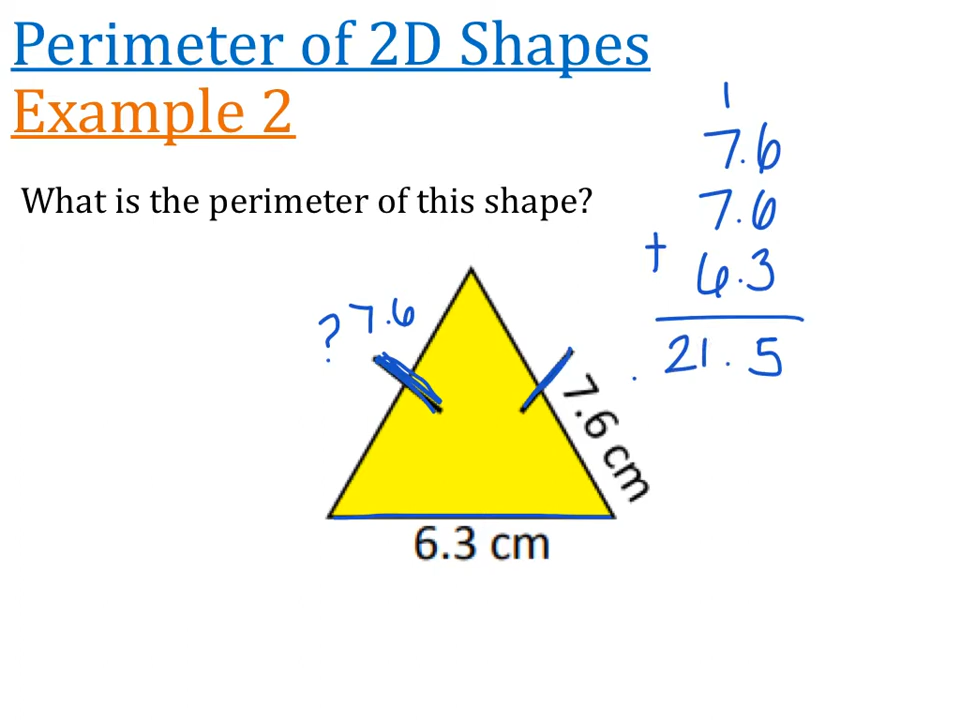 Perimeter of 2D Shapes
Example 2
What is the perimeter of this shape?
1
7.6
7.6
+ 6.3
21.5
? 7.6
7.6 cm
6.3 cm